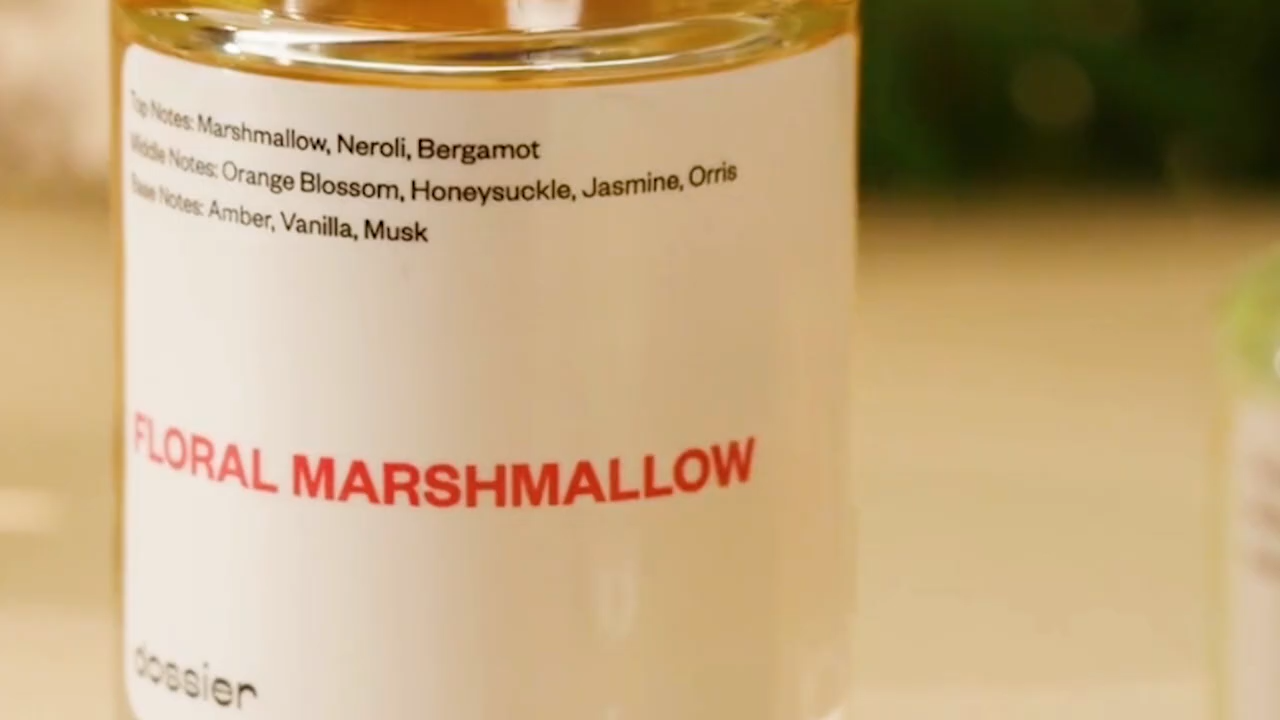 Top Notes: Marshmallow, Neroli, Bergamot
Middle Notes: Orange Blossom, Honeysuckle, Jasmine, Orris
Base Notes: Amber, Vanilla, Musk
FLORAL MARSHMALLOW
dossier